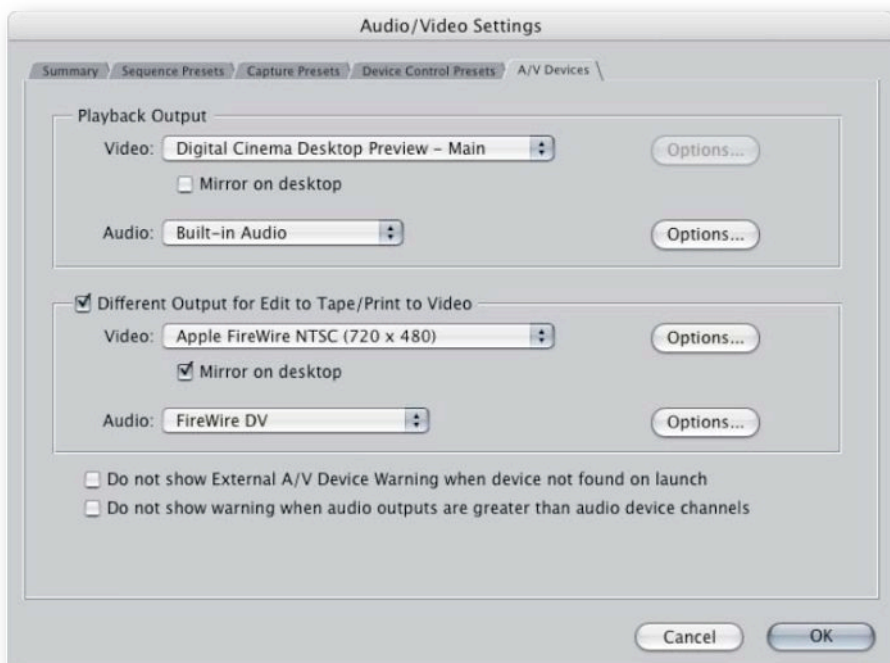 Audio/Video Settings
Summary Sequence Presets Capture Presets Device Control Presets A/V Devices
Playback Output
Video: Digital Cinema Desktop Preview – Main Options...
Mirror on desktop
Audio: Built-in Audio Options...
Different Output for Edit to Tape/Print to Video
Video: Apple FireWire NTSC (720 x 480) Options...
Mirror on desktop
Audio: FireWire DV Options...
Do not show External A/V Device Warning when device not found on launch
Do not show warning when audio outputs are greater than audio device channels
Cancel OK